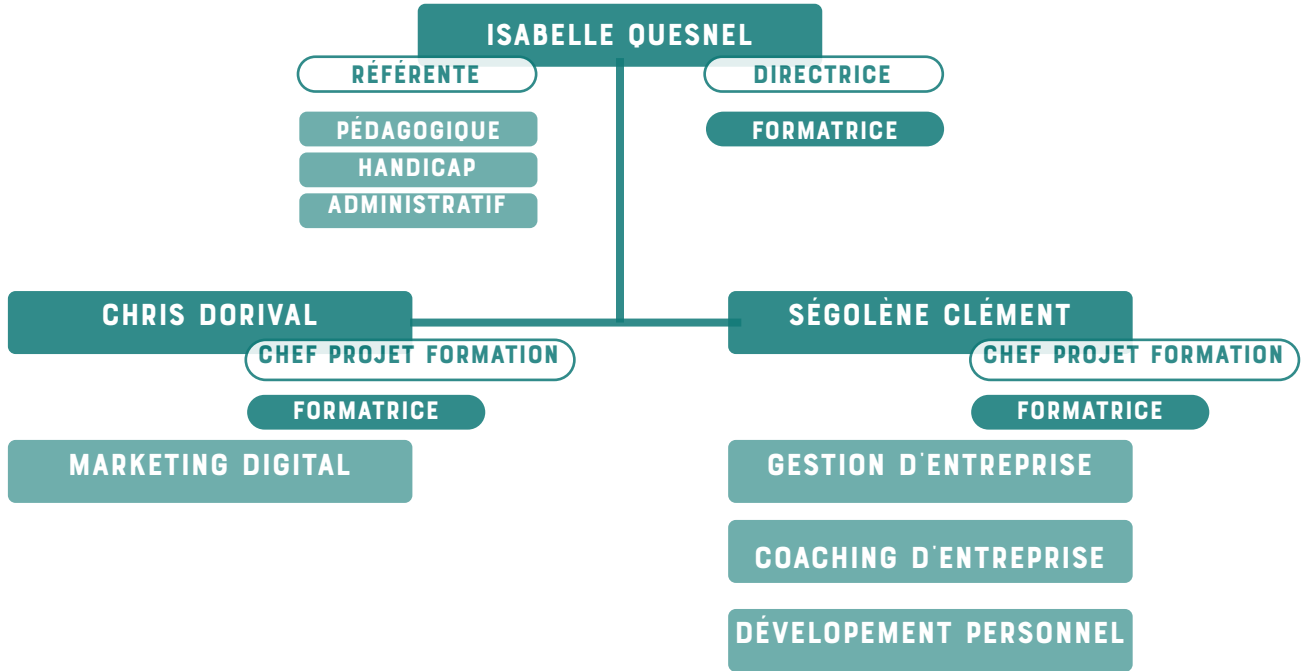 ISABELLE QUESNEL
RÉFÉRENTE
DIRECTRICE
PÉDAGOGIQUE
FORMATRICE
HANDICAP
ADMINISTRATIF
CHRIS DORIVAL
CHEF PROJET FORMATION
FORMATRICE
MARKETING DIGITAL
SÉGOLÈNE CLÉMENT
CHEF PROJET FORMATION
FORMATRICE
GESTION D'ENTREPRISE
COACHING D'ENTREPRISE
DÉVELOPEMENT PERSONNEL